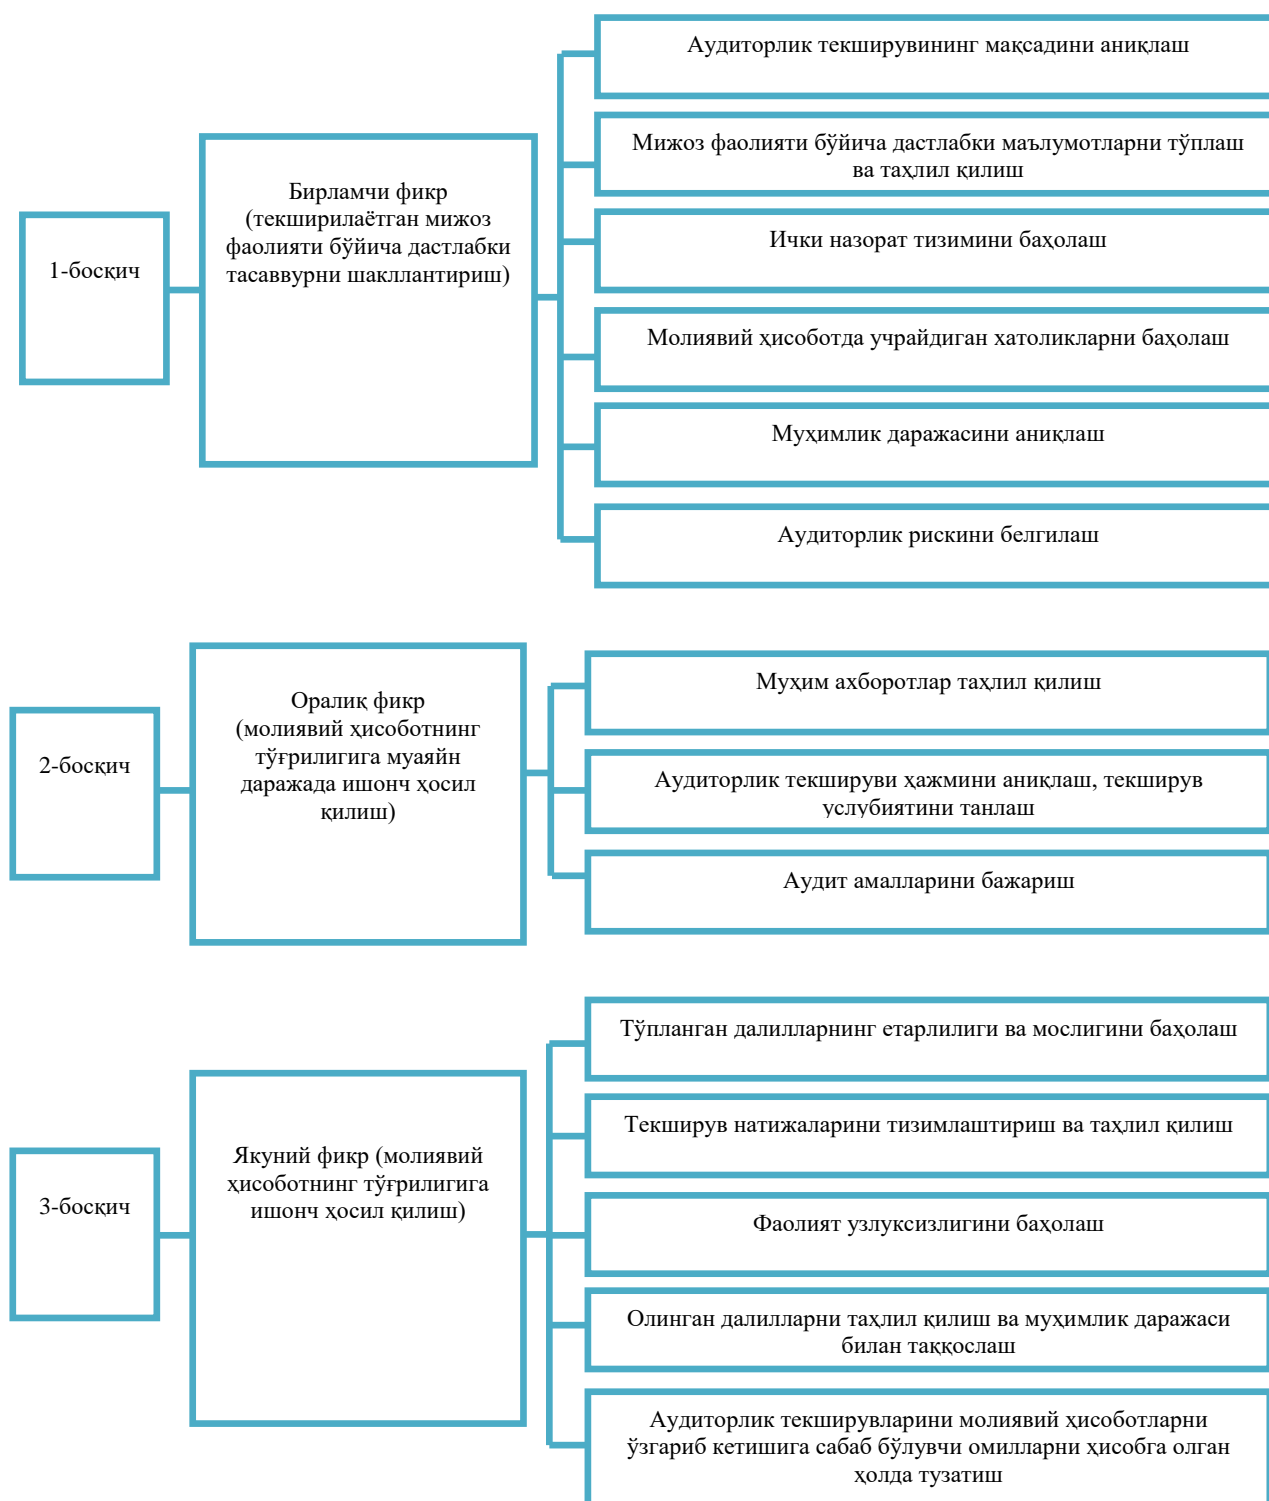 1-босқич
Бирламчи фикр
(текширилаётган мижоз
фаолияти бўйича дастлабки
тасаввурни шакллантириш)
Аудиторлик текширувининг мақсадини аниқлаш
Мижоз фаолияти бўйича дастлабки маълумотларни тўплаш
ва таҳлил қилиш
Ички назорат тизимини баҳолаш
Молиявий ҳисоботда учрайдиган хатоликларни баҳолаш
Муҳимлик даражасини аниқлаш
Аудиторлик рискини белгилаш
2-босқич
Оралиқ фикр
(молиявий ҳисоботнинг
тўғрилигига муаяйн
даражада ишонч ҳосил
қилиш)
Муҳим ахборотлар таҳлил қилиш
Аудиторлик текшируви ҳажмини аниқлаш, текширув
услубиятини танлаш
Аудит амалларини бажариш
3-босқич
Якуний фикр (молиявий
ҳисоботнинг тўғрилигига
ишонч ҳосил қилиш)
Тўпланган далилларнинг етарлилиги ва мослигини баҳолаш
Текширув натижаларини тизимлаштириш ва таҳлил қилиш
Фаолият узлуксизлигини баҳолаш
Олинган далилларни таҳлил қилиш ва муҳимлик даражаси
билан таққослаш
Аудиторлик текширувларини молиявий ҳисоботларни
ўзгариб кетишига сабаб бўлувчи омилларни ҳисобга олган
ҳолда тузатиш